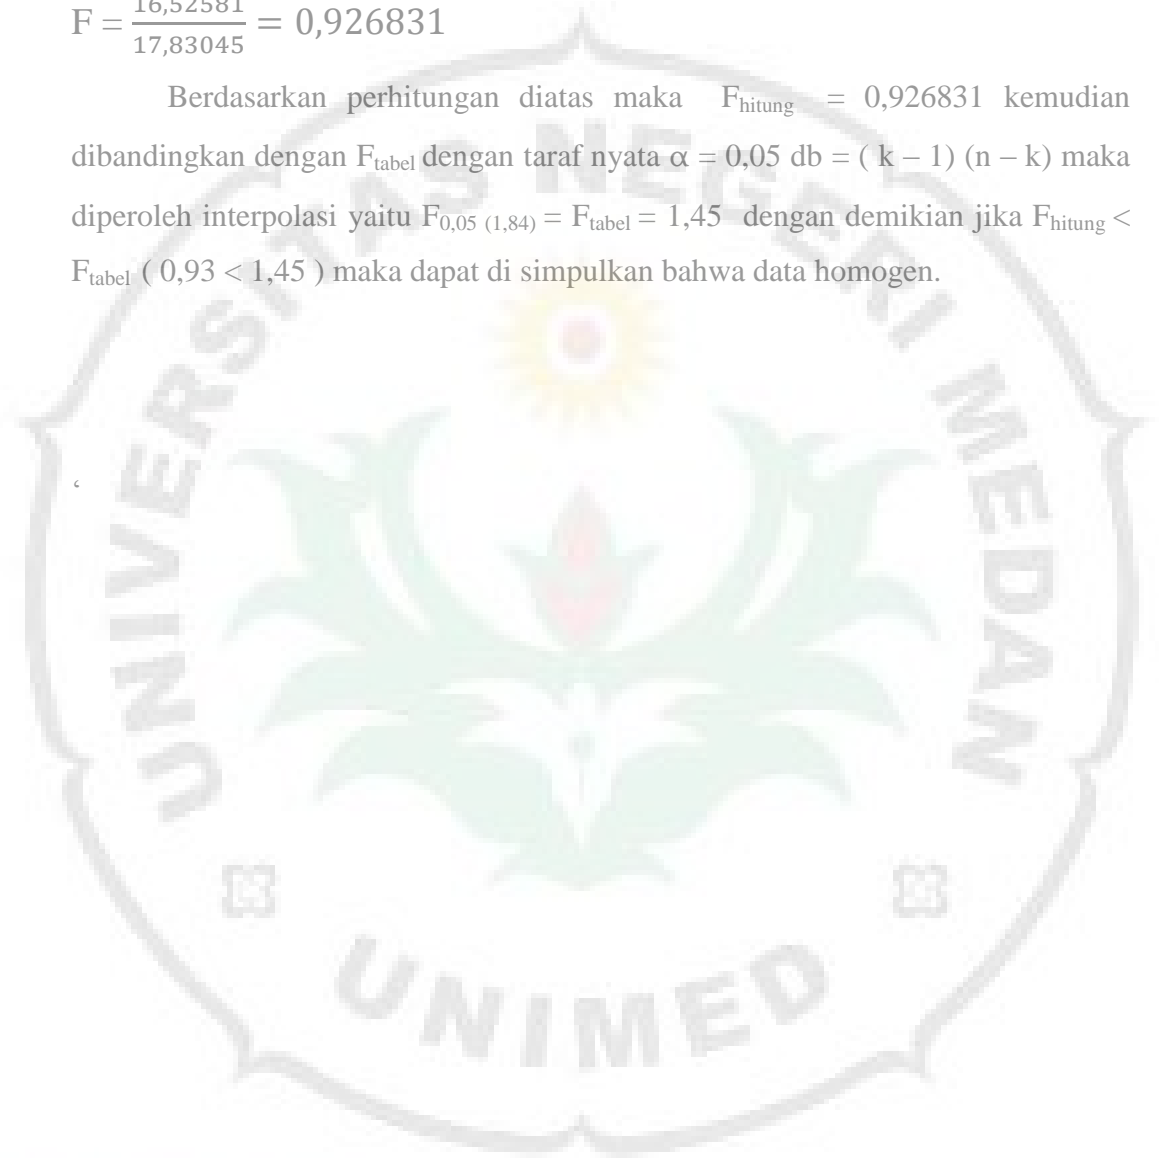 F = 16,52581 / 17,83045 = 0,926831
Berdasarkan perhitungan diatas maka F_hitung = 0,926831 kemudian
dibandingkan dengan F_tabel dengan taraf nyata α = 0,05 db = ( k – 1) (n – k) maka
diperoleh interpolasi yaitu F_0,05 (1,84) = F_tabel = 1,45 dengan demikian jika F_hitung <
F_tabel ( 0,93 < 1,45 ) maka dapat di simpulkan bahwa data homogen.
‘
UNIVERSITAS NEGERI MEDAN
UNIMED